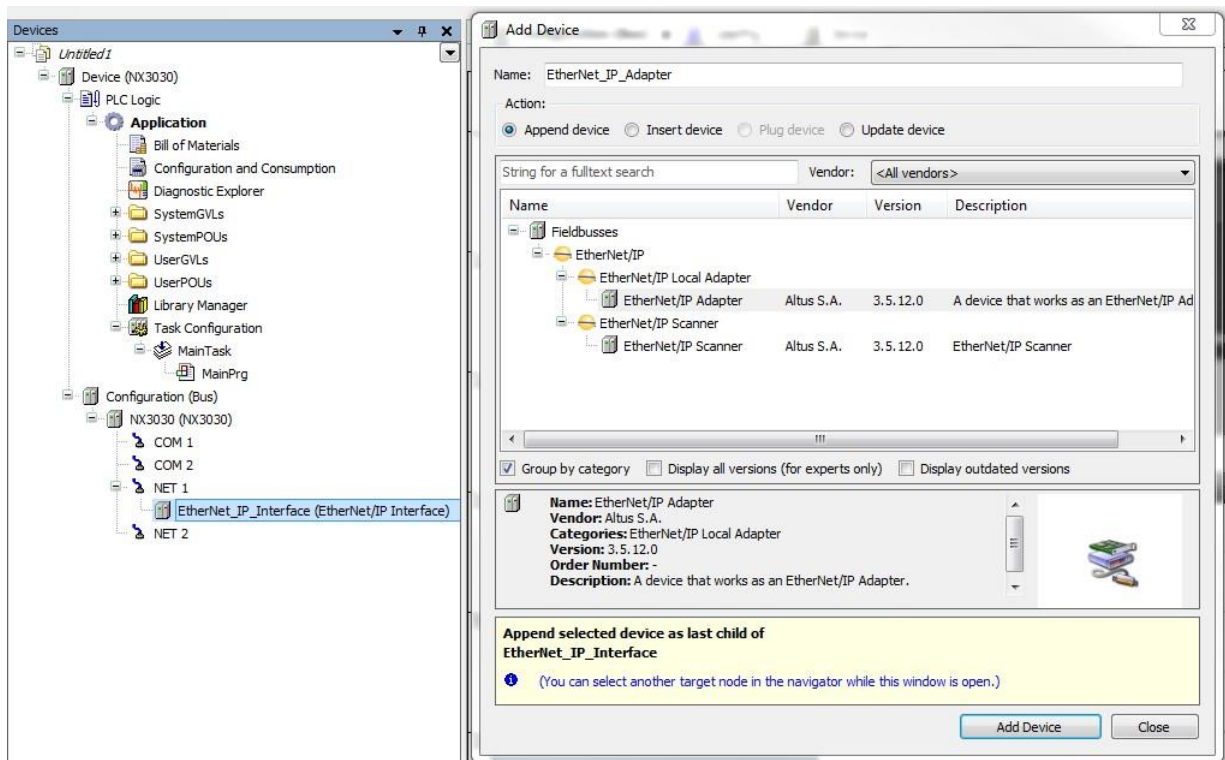 Devices
Untitled1
Device (NX3030)
PLC Logic
Application
Bill of Materials
Configuration and Consumption
Diagnostic Explorer
SystemGVLs
SystemPOUs
UserGVLs
UserPOUs
Library Manager
Task Configuration
MainTask
MainPrg
Configuration (Bus)
NX3030 (NX3030)
COM 1
COM 2
NET 1
EtherNet_IP_Interface (EtherNet/IP Interface)
NET 2
Add Device
Name: EtherNet_IP_Adapter
Action:
Append device Insert device Plug device Update device
String for a fulltext search Vendor: <All vendors>
Name Vendor Version Description
Fieldbusses
EtherNet/IP
EtherNet/IP Local Adapter
EtherNet/IP Adapter Altus S.A. 3.5.12.0 A device that works as an EtherNet/IP Ad
EtherNet/IP Scanner
EtherNet/IP Scanner Altus S.A. 3.5.12.0 EtherNet/IP Scanner
Group by category Display all versions (for experts only) Display outdated versions
Name: EtherNet/IP Adapter
Vendor: Altus S.A.
Categories: EtherNet/IP Local Adapter
Version: 3.5.12.0
Order Number: -
Description: A device that works as an EtherNet/IP Adapter.
Append selected device as last child of
EtherNet_IP_Interface
(You can select another target node in the navigator while this window is open.)
Add Device Close